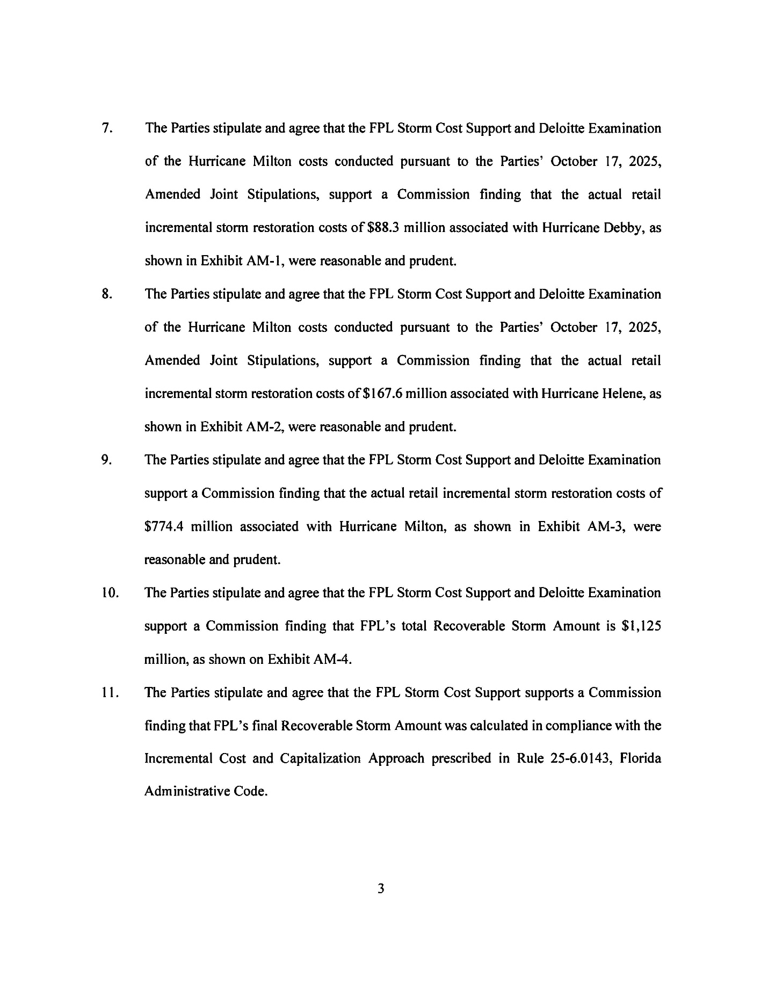 7. The Parties stipulate and agree that the FPL Storm Cost Support and Deloitte Examination
of the Hurricane Milton costs conducted pursuant to the Parties’ October 17, 2025,
Amended Joint Stipulations, support a Commission finding that the actual retail
incremental storm restoration costs of $88.3 million associated with Hurricane Debby, as
shown in Exhibit AM-1, were reasonable and prudent.
8. The Parties stipulate and agree that the FPL Storm Cost Support and Deloitte Examination
of the Hurricane Milton costs conducted pursuant to the Parties’ October 17, 2025,
Amended Joint Stipulations, support a Commission finding that the actual retail
incremental storm restoration costs of $167.6 million associated with Hurricane Helene, as
shown in Exhibit AM-2, were reasonable and prudent.
9. The Parties stipulate and agree that the FPL Storm Cost Support and Deloitte Examination
support a Commission finding that the actual retail incremental storm restoration costs of
$774.4 million associated with Hurricane Milton, as shown in Exhibit AM-3, were
reasonable and prudent.
10. The Parties stipulate and agree that the FPL Storm Cost Support and Deloitte Examination
support a Commission finding that FPL’s total Recoverable Storm Amount is $1,125
million, as shown on Exhibit AM-4.
11. The Parties stipulate and agree that the FPL Storm Cost Support supports a Commission
finding that FPL’s final Recoverable Storm Amount was calculated in compliance with the
Incremental Cost and Capitalization Approach prescribed in Rule 25-6.0143, Florida
Administrative Code.
3